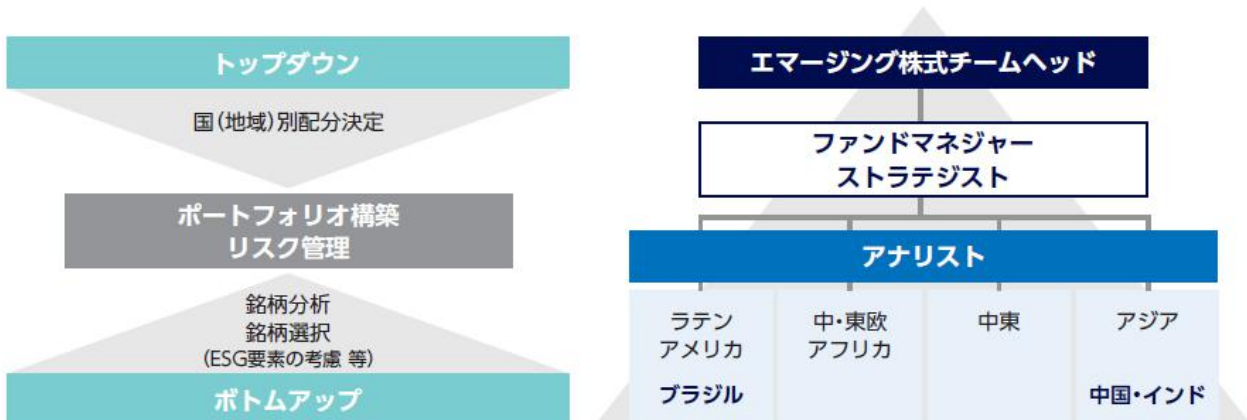 トップダウン
国(地域)別配分決定
ポートフォリオ構築
リスク管理
銘柄分析
銘柄選択
(ESG要素の考慮 等)
ボトムアップ
エマージング株式チームヘッド
ファンドマネジャー
ストラテジスト
アナリスト
ラテン
アメリカ
ブラジル
中・東欧
アフリカ
中東
アジア
中国・インド